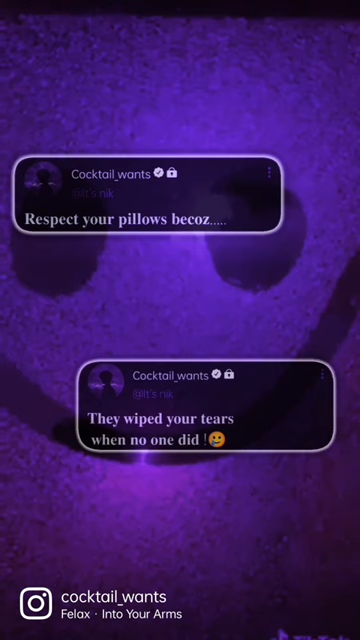 Cocktail_wants
@It's nik
Respect your pillows becoz.....
Cocktail_wants
@It's nik
They wiped your tears
when no one did !🥲
cocktail_wants
Felax · Into Your Arms